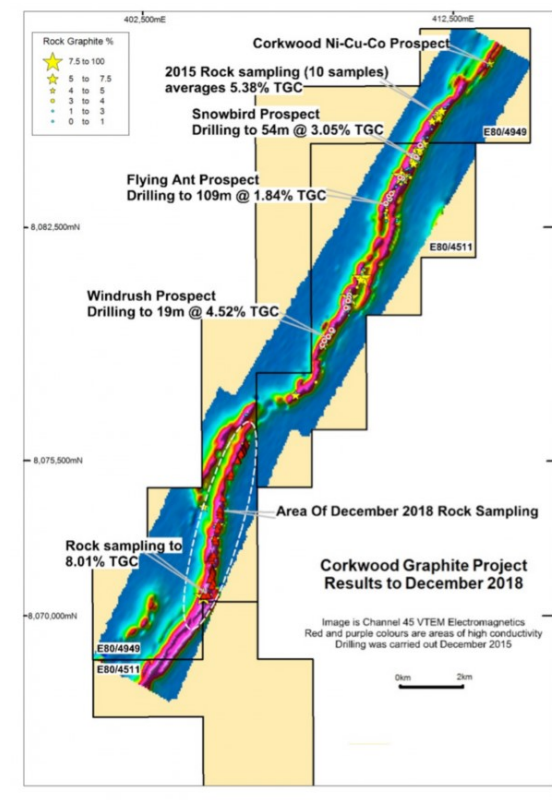 402,500mE
412,500mE
Rock Graphite %
7.5 to 100
5 to 7.5
4 to 5
3 to 4
1 to 3
0 to 1
Corkwood Ni-Cu-Co Prospect
2015 Rock sampling (10 samples)
averages 5.38% TGC
Snowbird Prospect
Drilling to 54m @ 3.05% TGC
E80/4949
Flying Ant Prospect
Drilling to 109m @ 1.84% TGC
8,082,500mN
E80/4511
Windrush Prospect
Drilling to 19m @ 4.52% TGC
8,075,500mN
Area Of December 2018 Rock Sampling
Rock sampling to
8.01% TGC
Corkwood Graphite Project
Results to December 2018
8,070,000mN
Image is Channel 45 VTEM Electromagnetics
Red and purple colours are areas of high conductivity
Drilling was carried out December 2015
E80/4949
E80/4511
0km
2km